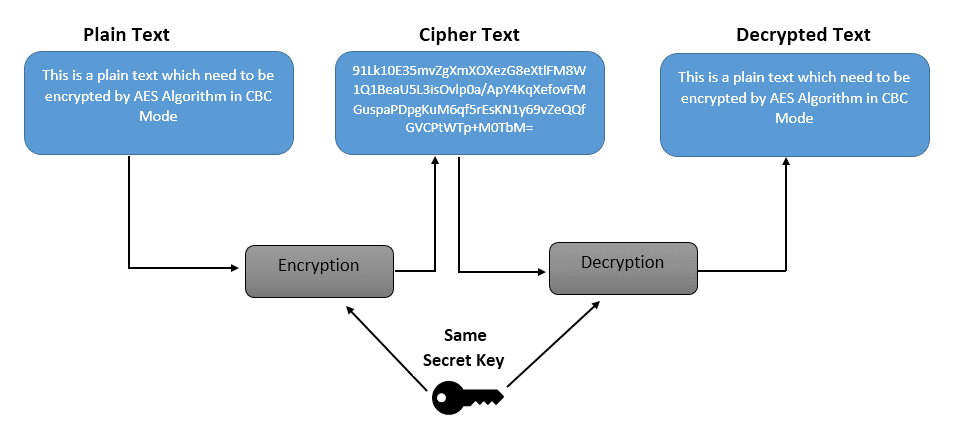 Plain Text
Cipher Text
Decrypted Text
This is a plain text which need to be
encrypted by AES Algorithm in CBC
Mode
91Lk10E35mvZgXmXOXezG8eXtlFM8W
1Q1BeaU5L3isOvlp0a/ApY4KqXefovFM
GuspaPDpgKuM6qf5rEsKN1y69vZeQQf
GVCPtWTp+M0TbM=
This is a plain text which need to be
encrypted by AES Algorithm in CBC
Mode
Encryption
Decryption
Same
Secret Key